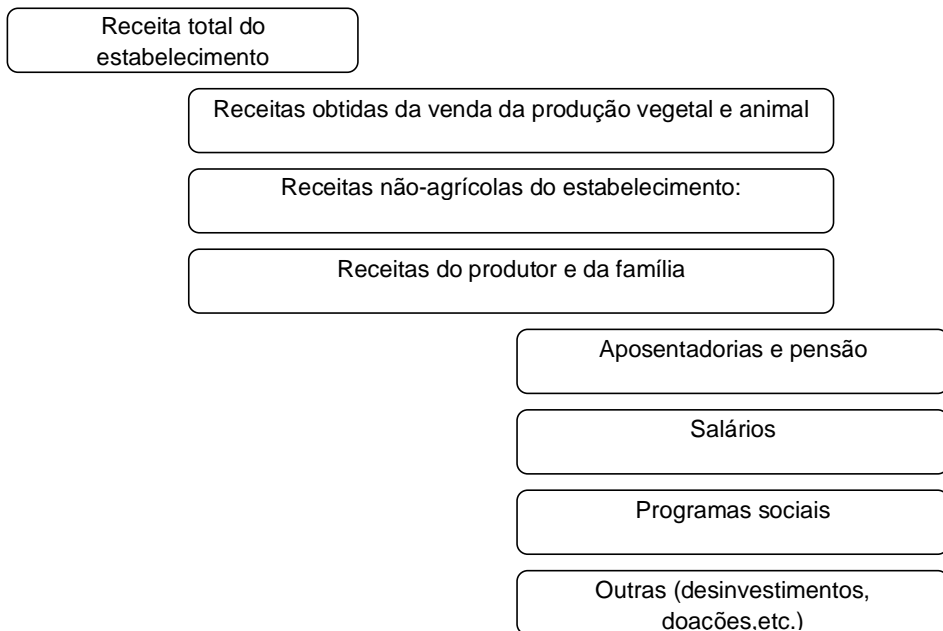 Receita total do
estabelecimento
Receitas obtidas da venda da produção vegetal e animal
Receitas não-agrícolas do estabelecimento:
Receitas do produtor e da família
Aposentadorias e pensão
Salários
Programas sociais
Outras (desinvestimentos,
doações,etc.)